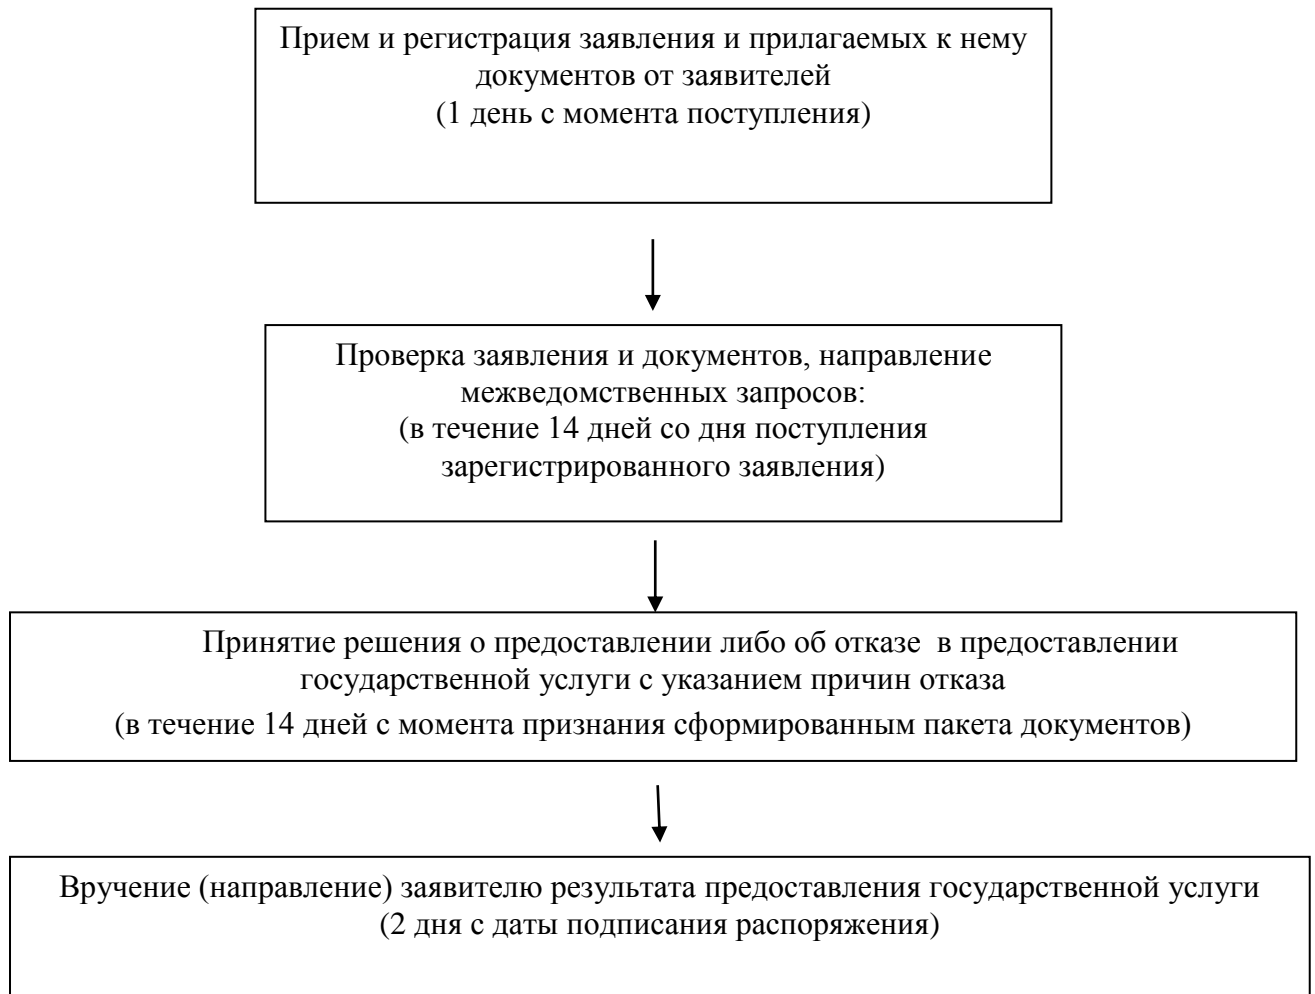 Прием и регистрация заявления и прилагаемых к нему
документов от заявителей
(1 день с момента поступления)
Проверка заявления и документов, направление
межведомственных запросов:
(в течение 14 дней со дня поступления
зарегистрированного заявления)
Принятие решения о предоставлении либо об отказе  в предоставлении
государственной услуги с указанием причин отказа
(в течение 14 дней с момента признания сформированным пакета документов)
Вручение (направление) заявителю результата предоставления государственной услуги
(2 дня с даты подписания распоряжения)